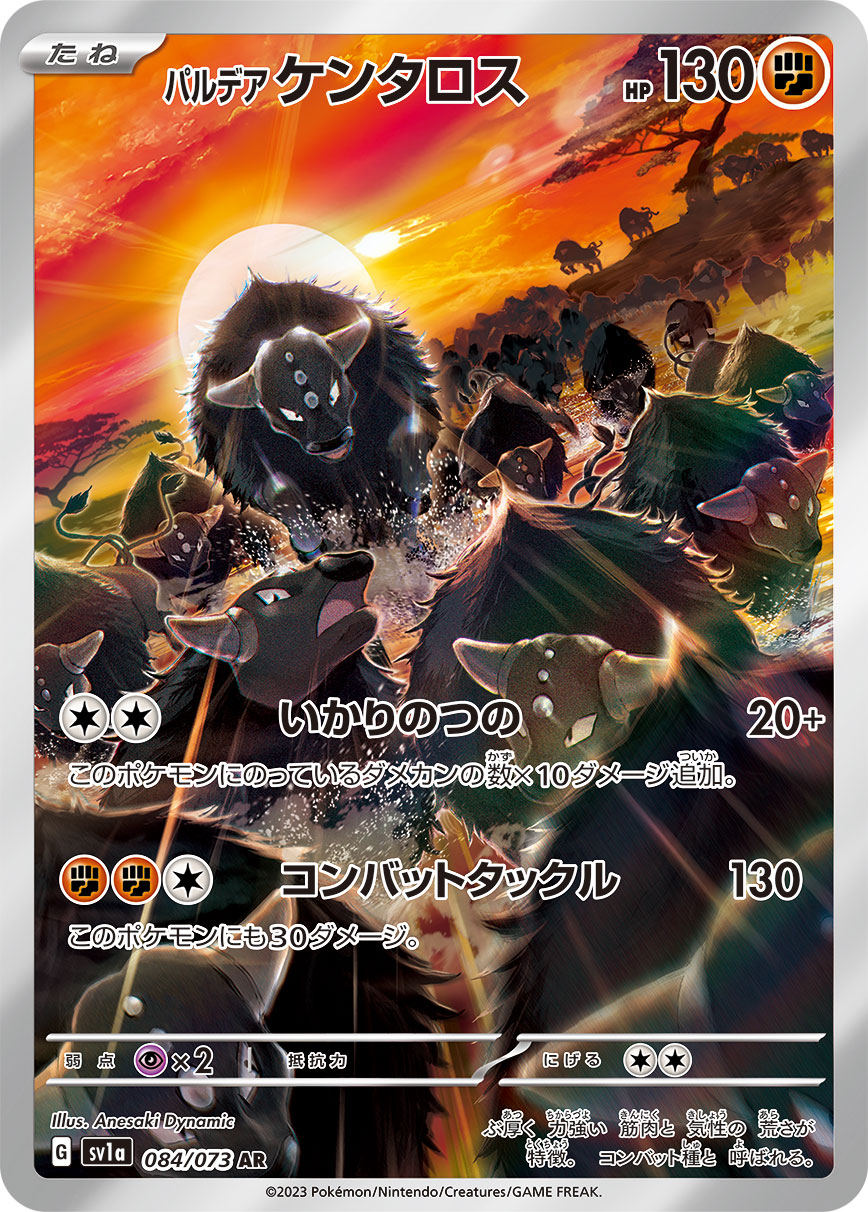 たね
パルデア ケンタロス HP 130
いかりのつの 20+
このポケモンにのっているダメカンの数×10ダメージ追加。
コンバットタックル 130
このポケモンにも30ダメージ。
弱点 ×2 抵抗力 にげる
Illus. Anesaki Dynamic
ぶ厚く 力強い 筋肉と 気性の 荒さが
特徴。 コンバット種と 呼ばれる。
G sv1a 084/073 AR
©2023 Pokémon/Nintendo/Creatures/GAME FREAK.